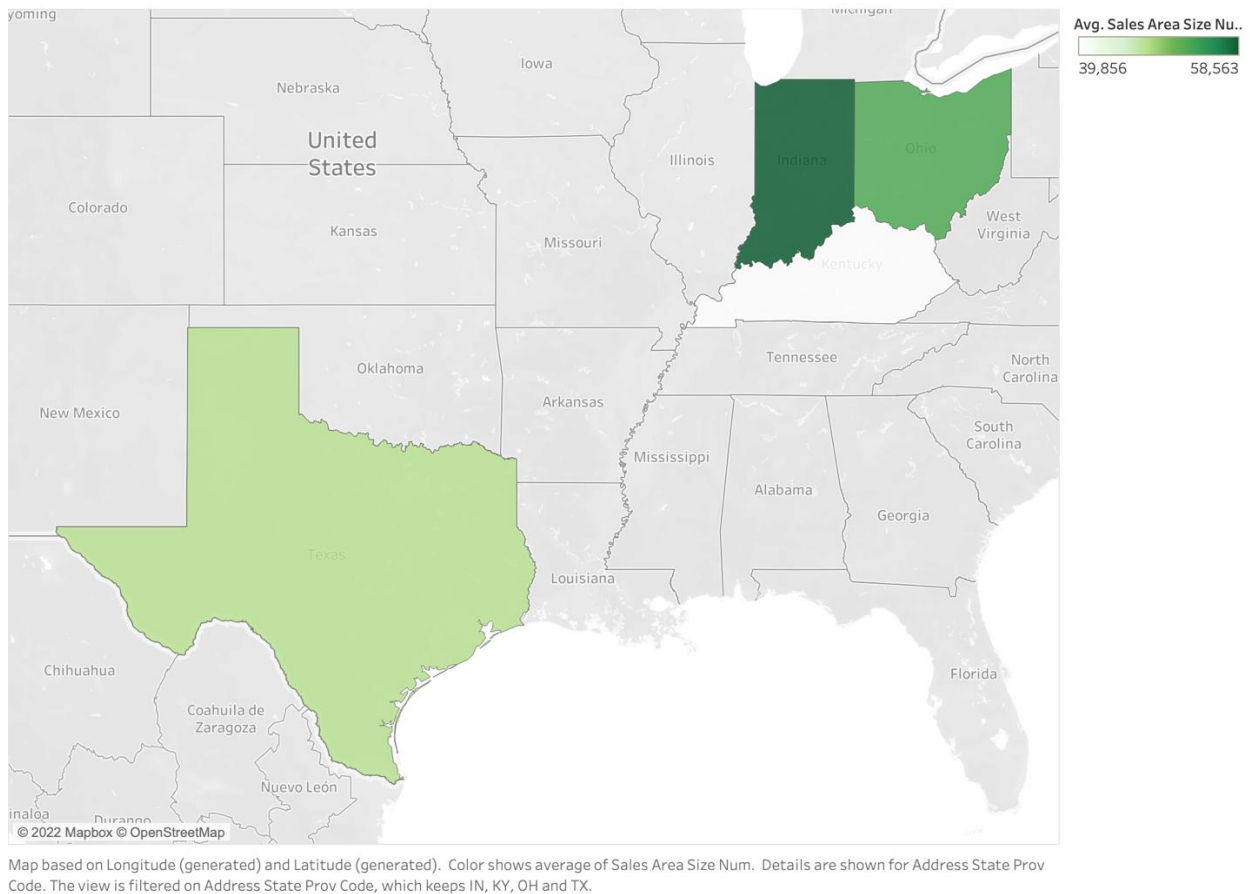 yoming
Michigan
Iowa
Nebraska
United
States
Illinois
Indiana
Ohio
Colorado
Kansas
Missouri
West
Virginia
Kentucky
Tennessee
North
Carolina
Oklahoma
New Mexico
Arkansas
South
Carolina
Mississippi
Alabama
Georgia
Texas
Louisiana
Chihuahua
Florida
Coahuila de
Zaragoza
Nuevo León
inaloa
Durango
© 2022 Mapbox © OpenStreetMap
Avg. Sales Area Size Nu..
39,856 58,563
Map based on Longitude (generated) and Latitude (generated). Color shows average of Sales Area Size Num. Details are shown for Address State Prov
Code. The view is filtered on Address State Prov Code, which keeps IN, KY, OH and TX.